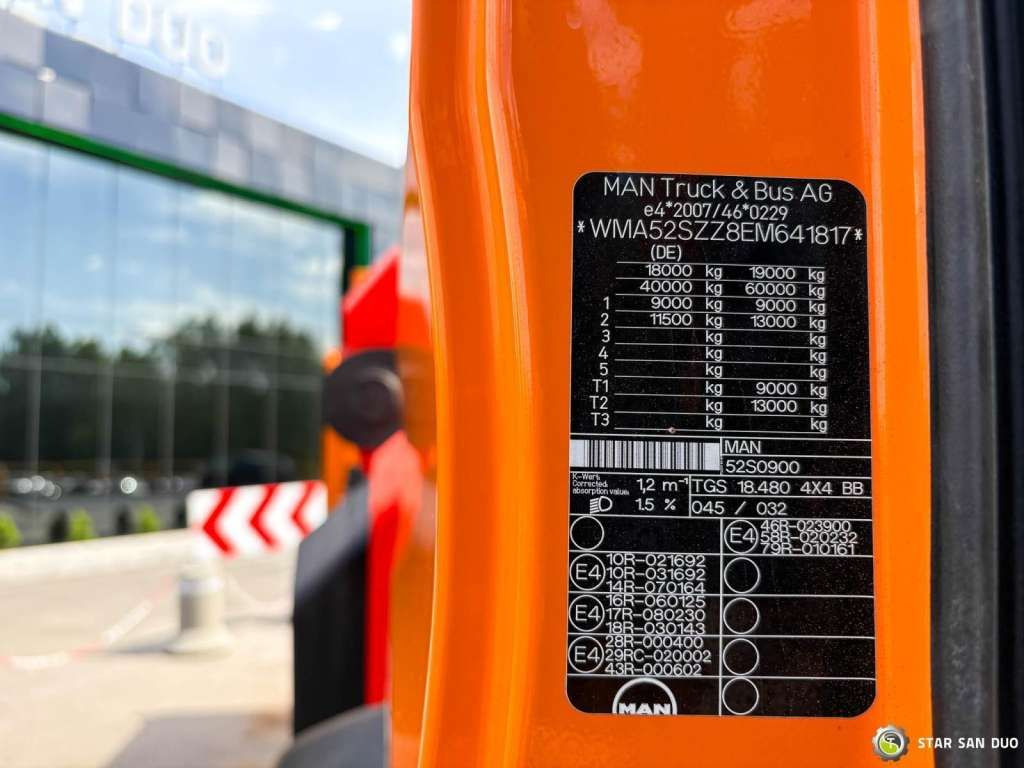 DUO
MAN Truck & Bus AG
e4*2007/46*0229
*WMA52SZZ8EM641817*
(DE)
18000 kg 19000 kg
40000 kg 60000 kg
1 9000 kg 9000 kg
2 11500 kg 13000 kg
3 kg kg
4 kg kg
5 kg kg
T1 kg 9000 kg
T2 kg 13000 kg
T3 kg kg
MAN
52S0900
K-Wert
Corrected
absorption value: 1,2 m⁻¹
TGS 18.480 4X4 BB
1.5 %
045 / 032
E4 46R-023900
58R-020232
79R-010161
E4 10R-021692
10R-031692
14R-070164
E4 16R-060125
17R-080230
18R-030143
E4 28R-000400
29RC-020002
43R-000602
MAN
STAR SAN DUO